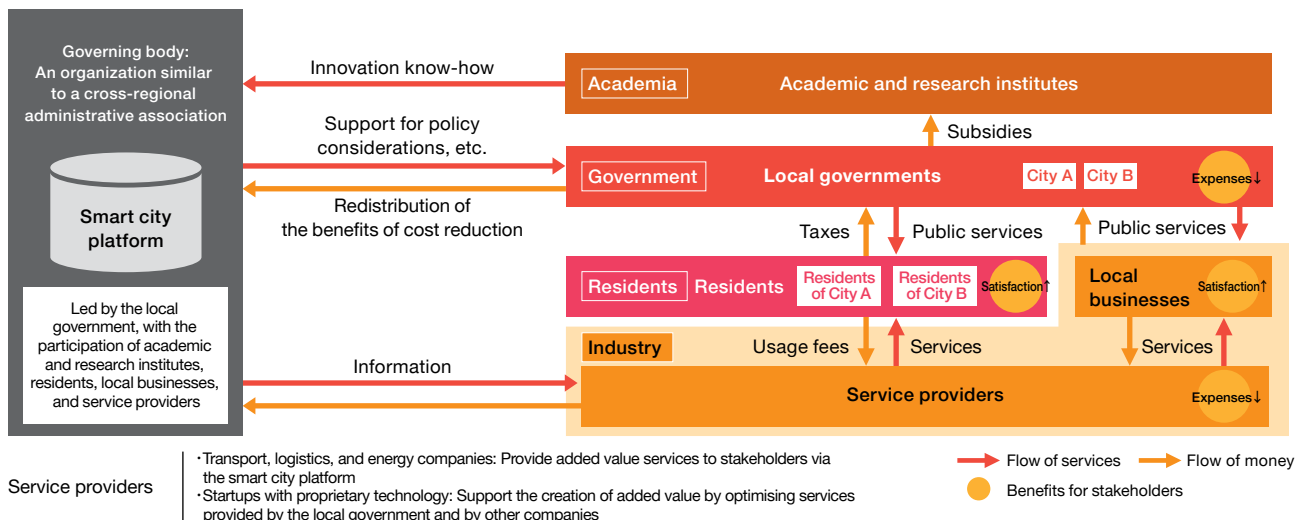 Governing body:
An organization similar
to a cross-regional
administrative association
Smart city
platform
Led by the local
government, with the
participation of academic
and research institutes,
residents, local businesses,
and service providers
Innovation know-how
Support for policy
considerations, etc.
Redistribution of
the benefits of cost reduction
Information
Academia
Academic and research institutes
Subsidies
Government
Local governments
City A
City B
Expenses↓
Taxes
Public services
Public services
Residents
Residents
Residents
of City A
Residents
of City B
Satisfaction↑
Local
businesses
Satisfaction↑
Industry
Usage fees
Services
Services
Service providers
Expenses↓
Service providers
・Transport, logistics, and energy companies: Provide added value services to stakeholders via
the smart city platform
・Startups with proprietary technology: Support the creation of added value by optimising services
provided by the local government and by other companies
Flow of services
Flow of money
Benefits for stakeholders